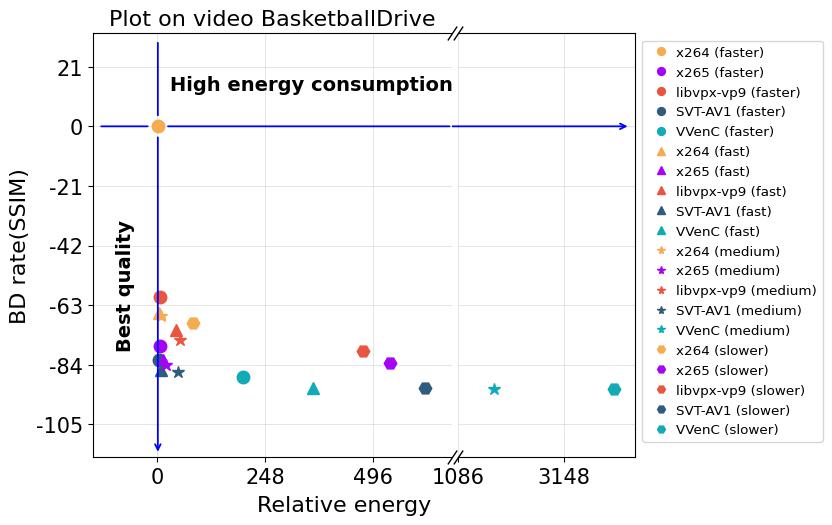 Plot on video BasketballDrive
High energy consumption
21
0
-21
-42
-63
-84
-105
BD rate(SSIM)
Best quality
0
248
496
1086
3148
Relative energy
x264 (faster)
x265 (faster)
libvpx-vp9 (faster)
SVT-AV1 (faster)
VVenC (faster)
x264 (fast)
x265 (fast)
libvpx-vp9 (fast)
SVT-AV1 (fast)
VVenC (fast)
x264 (medium)
x265 (medium)
libvpx-vp9 (medium)
SVT-AV1 (medium)
VVenC (medium)
x264 (slower)
x265 (slower)
libvpx-vp9 (slower)
SVT-AV1 (slower)
VVenC (slower)